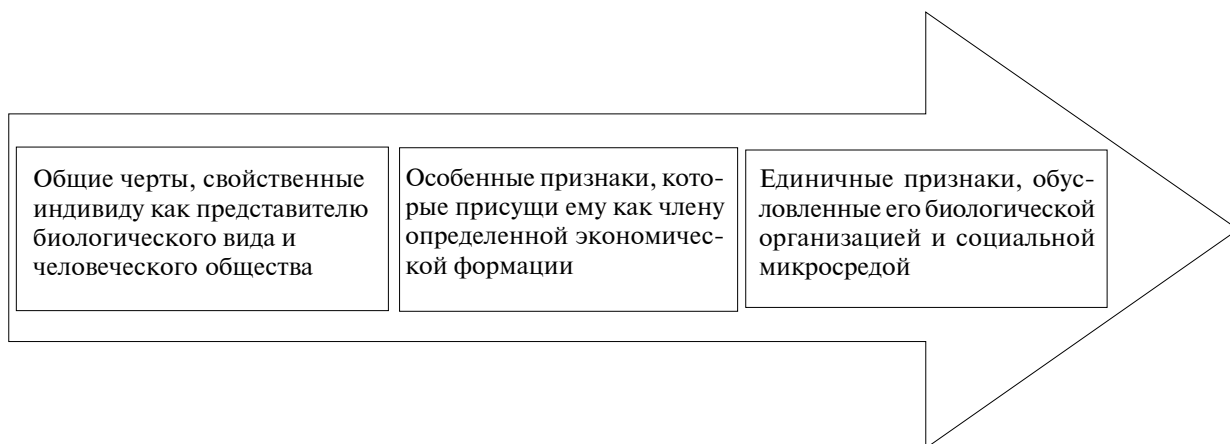 Общие черты, свойственные
индивиду как представителю
биологического вида и
человеческого общества
Особенные признаки, кото-
рые присущи ему как члену
определенной экономичес-
кой формации
Единичные признаки, обус-
ловленные его биологической
организацией и социальной
микросредой